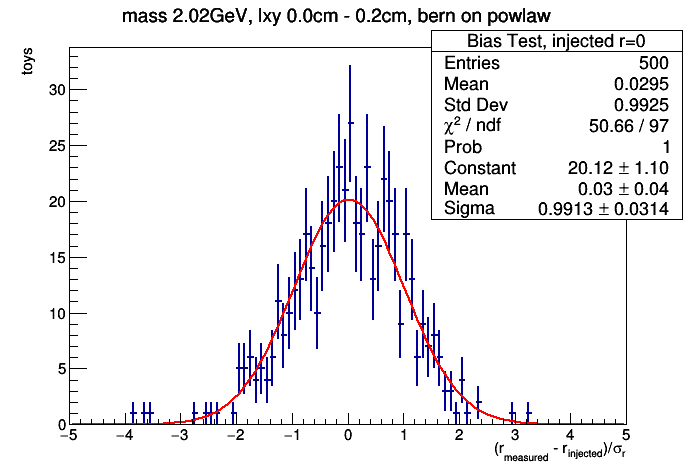 mass 2.02GeV, lxy 0.0cm - 0.2cm, bern on powlaw
toys
Bias Test, injected r=0
Entries 500
Mean 0.0295
Std Dev 0.9925
χ² / ndf 50.66 / 97
Prob 1
Constant 20.12 ± 1.10
Mean 0.03 ± 0.04
Sigma 0.9913 ± 0.0314
30
25
20
15
10
5
0
−5 −4 −3 −2 −1 0 1 2 3 4 5
(r_measured - r_injected)/σ_r